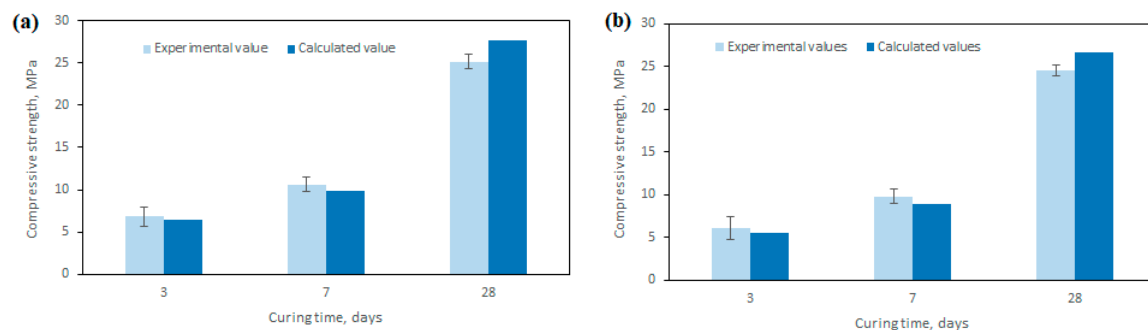 (a)
Compressive strength, MPa
30
25
20
15
10
5
0
Experimental value
Calculated value
3 7 28
Curing time, days
(b)
Compressive strength, MPa
30
25
20
15
10
5
0
Experimental values
Calculated values
3 7 28
Curing time, days